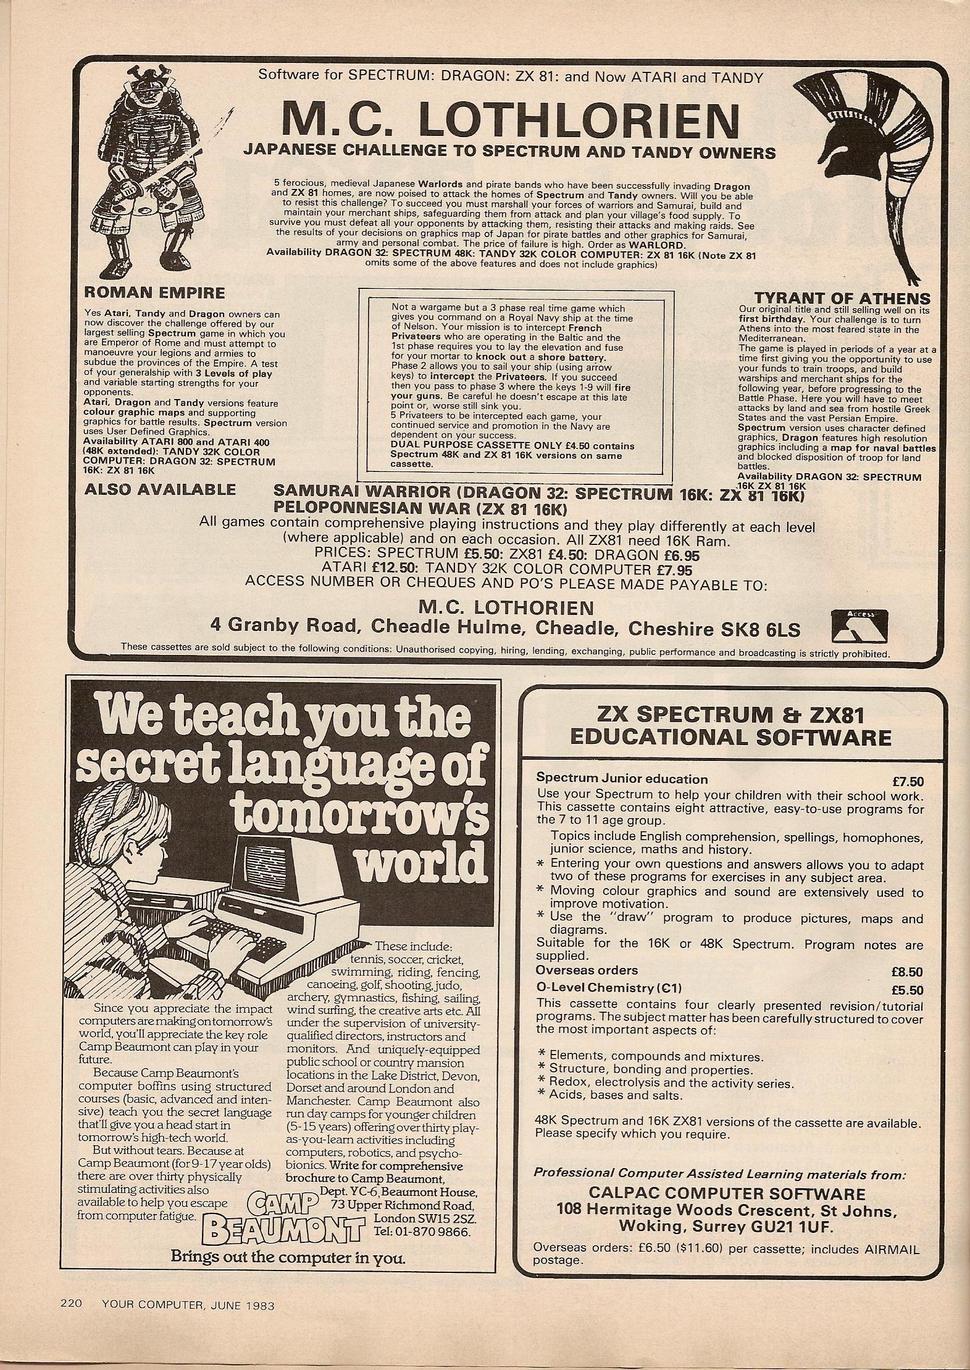 Software for SPECTRUM: DRAGON: ZX 81: and Now ATARI and TANDY
M.C. LOTHLORIEN
JAPANESE CHALLENGE TO SPECTRUM AND TANDY OWNERS
5 ferocious, medieval Japanese Warlords and pirate bands who have been successfully invading Dragon
and ZX 81 homes, are now poised to attack the homes of Spectrum and Tandy owners. Will you be able
to resist this challenge? To succeed you must marshall your forces of warriors and Samurai, build and
maintain your merchant ships, safeguarding them from attack and plan your village's food supply. To
survive you must defeat all your opponents by attacking them, resisting their attacks and making raids. See
the results of your decisions on graphics map of Japan for pirate battles and other graphics for Samurai,
army and personal combat. The price of failure is high. Order as WARLORD.
Availability DRAGON 32: SPECTRUM 48K: TANDY 32K COLOR COMPUTER: ZX 81 16K (Note ZX 81
omits some of the above features and does not include graphics)
ROMAN EMPIRE
Yes Atari, Tandy and Dragon owners can
now discover the challenge offered by our
largest selling Spectrum game in which you
are Emperor of Rome and must attempt to
manoeuvre your legions and armies to
subdue the provinces of the Empire. A test
of your generalship with 3 Levels of play
and variable starting strengths for your
opponents.
Atari, Dragon and Tandy versions feature
colour graphic maps and supporting
graphics for battle results. Spectrum version
uses User Defined Graphics.
Availability ATARI 800 and ATARI 400
(48K extended): TANDY 32K COLOR
COMPUTER: DRAGON 32: SPECTRUM
16K: ZX 81 16K
Not a wargame but a 3 phase real time game which
gives you command on a Royal Navy ship at the time
of Nelson. Your mission is to intercept French
Privateers who are operating in the Baltic and the
1st phase requires you to lay the elevation and fuse
for your mortar to knock out a shore battery.
Phase 2 allows you to sail your ship (using arrow
keys) to intercept the Privateers. If you succeed
then you pass to phase 3 where the keys 1-9 will fire
your guns. Be careful he doesn't escape at this late
point or, worse still sink you.
5 Privateers to be intercepted each game, your
continued service and promotion in the Navy are
dependent on your success.
DUAL PURPOSE CASSETTE ONLY £4.50 contains
Spectrum 48K and ZX 81 16K versions on same
cassette.
TYRANT OF ATHENS
Our original title and still selling well on its
first birthday. Your challenge is to turn
Athens into the most feared state in the
Mediterranean.
The game is played in periods of a year at a
time first giving you the opportunity to use
your funds to train troops, and build
warships and merchant ships for the
following year, before progressing to the
Battle Phase. Here you will have to meet
attacks by land and sea from hostile Greek
States and the vast Persian Empire.
Spectrum version uses character defined
graphics, Dragon features high resolution
graphics including a map for naval battles
and blocked disposition of troop for land
battles.
Availability DRAGON 32: SPECTRUM
.16K ZX 81 16K
ALSO AVAILABLE SAMURAI WARRIOR (DRAGON 32: SPECTRUM 16K: ZX 81 16K)
PELOPONNESIAN WAR (ZX 81 16K)
All games contain comprehensive playing instructions and they play differently at each level
(where applicable) and on each occasion. All ZX81 need 16K Ram.
PRICES: SPECTRUM £5.50: ZX81 £4.50: DRAGON £6.95
ATARI £12.50: TANDY 32K COLOR COMPUTER £7.95
ACCESS NUMBER OR CHEQUES AND PO'S PLEASE MADE PAYABLE TO:
M.C. LOTHORIEN
4 Granby Road, Cheadle Hulme, Cheadle, Cheshire SK8 6LS
Access
These cassettes are sold subject to the following conditions: Unauthorised copying, hiring, lending, exchanging, public performance and broadcasting is strictly prohibited.
We teach you the
secret language of
tomorrow's
world
Since you appreciate the impact
computers are making on tomorrow's
world, you'll appreciate the key role
Camp Beaumont can play in your
future.
Because Camp Beaumont's
computer boffins using structured
courses (basic, advanced and inten-
sive) teach you the secret language
that'll give you a head start in
tomorrow's high-tech world.
But without tears. Because at
Camp Beaumont (for 9-17 year olds)
there are over thirty physically
stimulating activities also
available to help you escape
from computer fatigue.
These include:
tennis, soccer, cricket,
swimming, riding, fencing,
canoeing, golf, shooting, judo,
archery, gymnastics, fishing, sailing,
wind surfing, the creative arts etc. All
under the supervision of university-
qualified directors, instructors and
monitors. And uniquely-equipped
public school or country mansion
locations in the Lake District, Devon,
Dorset and around London and
Manchester. Camp Beaumont also
run day camps for younger children
(5-15 years) offering over thirty play-
as-you-learn activities including
computers, robotics, and psycho-
bionics. Write for comprehensive
brochure to Camp Beaumont,
Dept. YC-6, Beaumont House,
73 Upper Richmond Road,
London SW15 2SZ.
Tel: 01-870 9866.
CAMP
BEAUMONT
Brings out the computer in you.
ZX SPECTRUM & ZX81
EDUCATIONAL SOFTWARE
Spectrum Junior education £7.50
Use your Spectrum to help your children with their school work.
This cassette contains eight attractive, easy-to-use programs for
the 7 to 11 age group.
Topics include English comprehension, spellings, homophones,
junior science, maths and history.
* Entering your own questions and answers allows you to adapt
two of these programs for exercises in any subject area.
* Moving colour graphics and sound are extensively used to
improve motivation.
* Use the "draw" program to produce pictures, maps and
diagrams.
Suitable for the 16K or 48K Spectrum. Program notes are
supplied.
Overseas orders £8.50
O-Level Chemistry (C1) £5.50
This cassette contains four clearly presented revision/tutorial
programs. The subject matter has been carefully structured to cover
the most important aspects of:
* Elements, compounds and mixtures.
* Structure, bonding and properties.
* Redox, electrolysis and the activity series.
* Acids, bases and salts.
48K Spectrum and 16K ZX81 versions of the cassette are available.
Please specify which you require.
Professional Computer Assisted Learning materials from:
CALPAC COMPUTER SOFTWARE
108 Hermitage Woods Crescent, St Johns,
Woking, Surrey GU21 1UF.
Overseas orders: £6.50 ($11.60) per cassette; includes AIRMAIL
postage.
220 YOUR COMPUTER, JUNE 1983